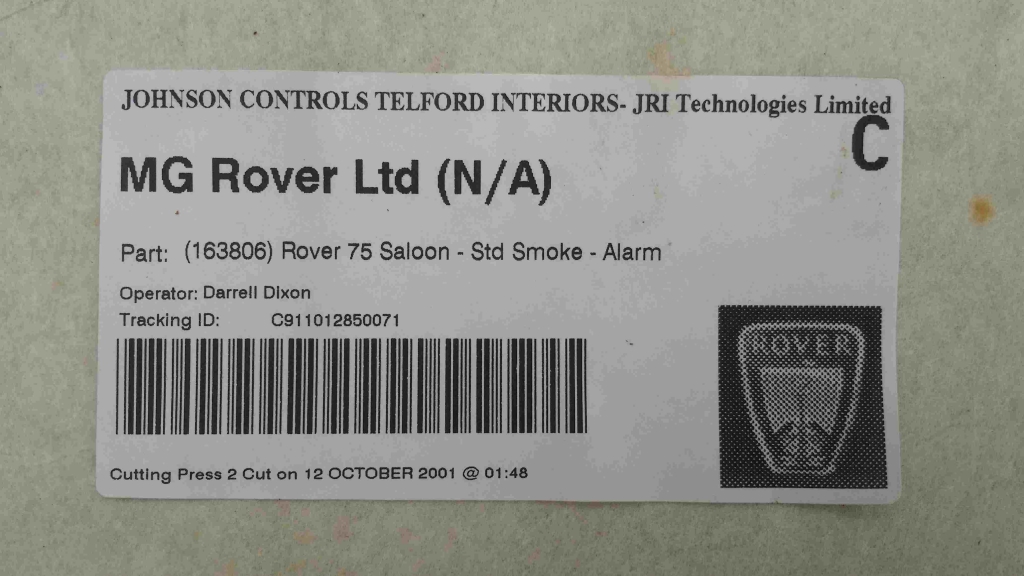 JOHNSON CONTROLS TELFORD INTERIORS- JRI Technologies Limited
C
MG Rover Ltd (N/A)
Part: (163806) Rover 75 Saloon - Std Smoke - Alarm
Operator: Darrell Dixon
Tracking ID: C911012850071
ROVER
Cutting Press 2 Cut on 12 OCTOBER 2001 @ 01:48